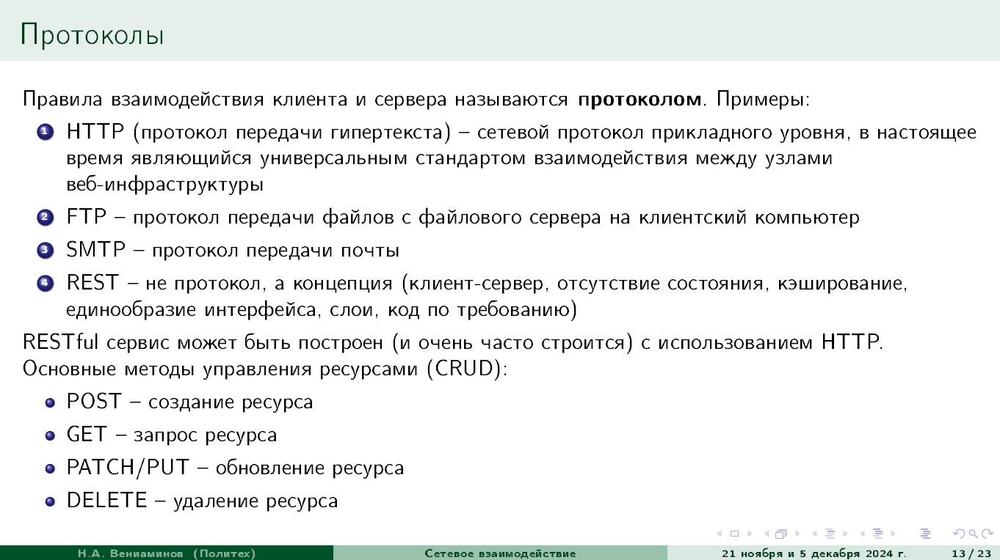 Протоколы
Правила взаимодействия клиента и сервера называются протоколом. Примеры:
1 HTTP (протокол передачи гипертекста) – сетевой протокол прикладного уровня, в настоящее
время являющийся универсальным стандартом взаимодействия между узлами
веб-инфраструктуры
2 FTP – протокол передачи файлов с файлового сервера на клиентский компьютер
3 SMTP – протокол передачи почты
4 REST – не протокол, а концепция (клиент-сервер, отсутствие состояния, кэширование,
единообразие интерфейса, слои, код по требованию)
RESTful сервис может быть построен (и очень часто строится) с использованием HTTP.
Основные методы управления ресурсами (CRUD):
POST – создание ресурса
GET – запрос ресурса
PATCH/PUT – обновление ресурса
DELETE – удаление ресурса
Н.А. Вениаминов (Политех) Сетевое взаимодействие 21 ноября и 5 декабря 2024 г. 13 / 23